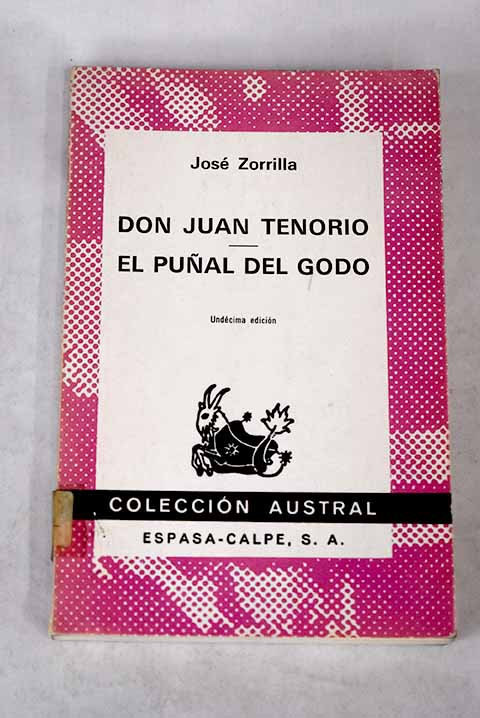 José Zorrilla
DON JUAN TENORIO
EL PUÑAL DEL GODO
Undécima edición
COLECCIÓN AUSTRAL
ESPASA-CALPE, S. A.